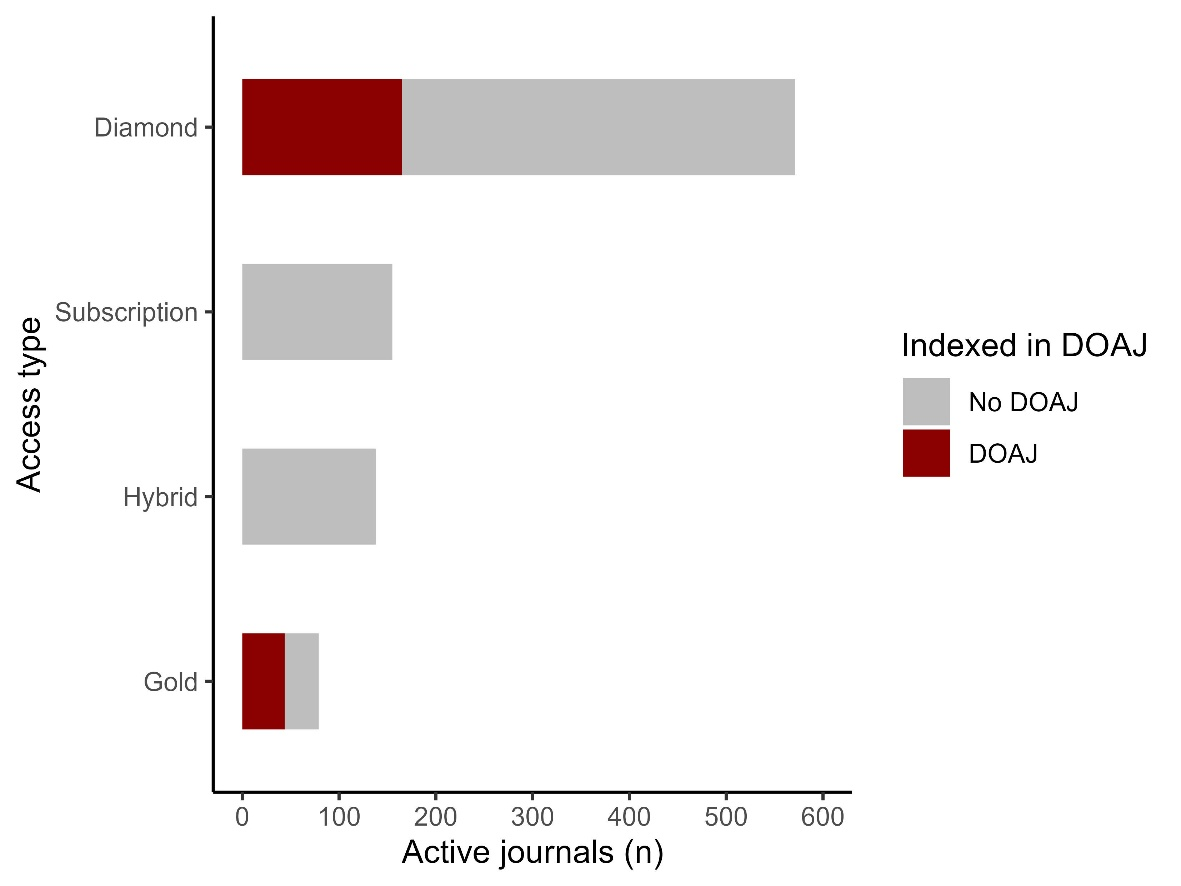 Diamond
Subscription
Hybrid
Gold
Access type
0 100 200 300 400 500 600
Active journals (n)
Indexed in DOAJ
No DOAJ
DOAJ